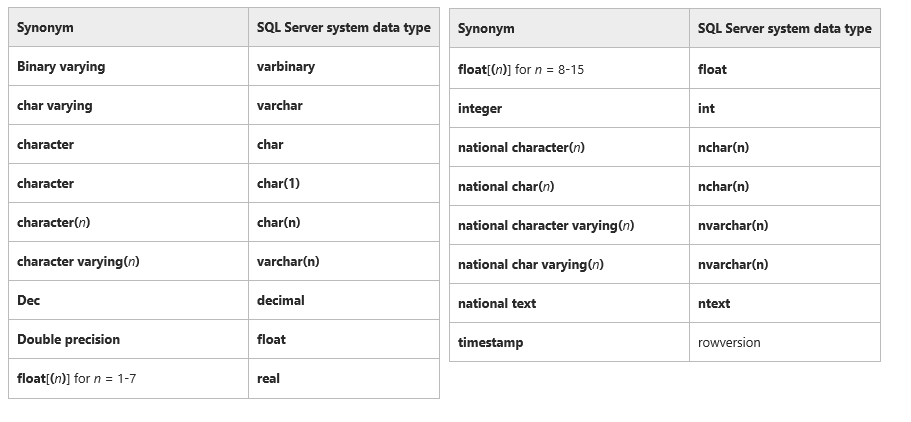 Synonym SQL Server system data type
Binary varying varbinary
char varying varchar
character char
character char(1)
character(n) char(n)
character varying(n) varchar(n)
Dec decimal
Double precision float
float[(n)] for n = 1-7 real
Synonym SQL Server system data type
float[(n)] for n = 8-15 float
integer int
national character(n) nchar(n)
national char(n) nchar(n)
national character varying(n) nvarchar(n)
national char varying(n) nvarchar(n)
national text ntext
timestamp rowversion